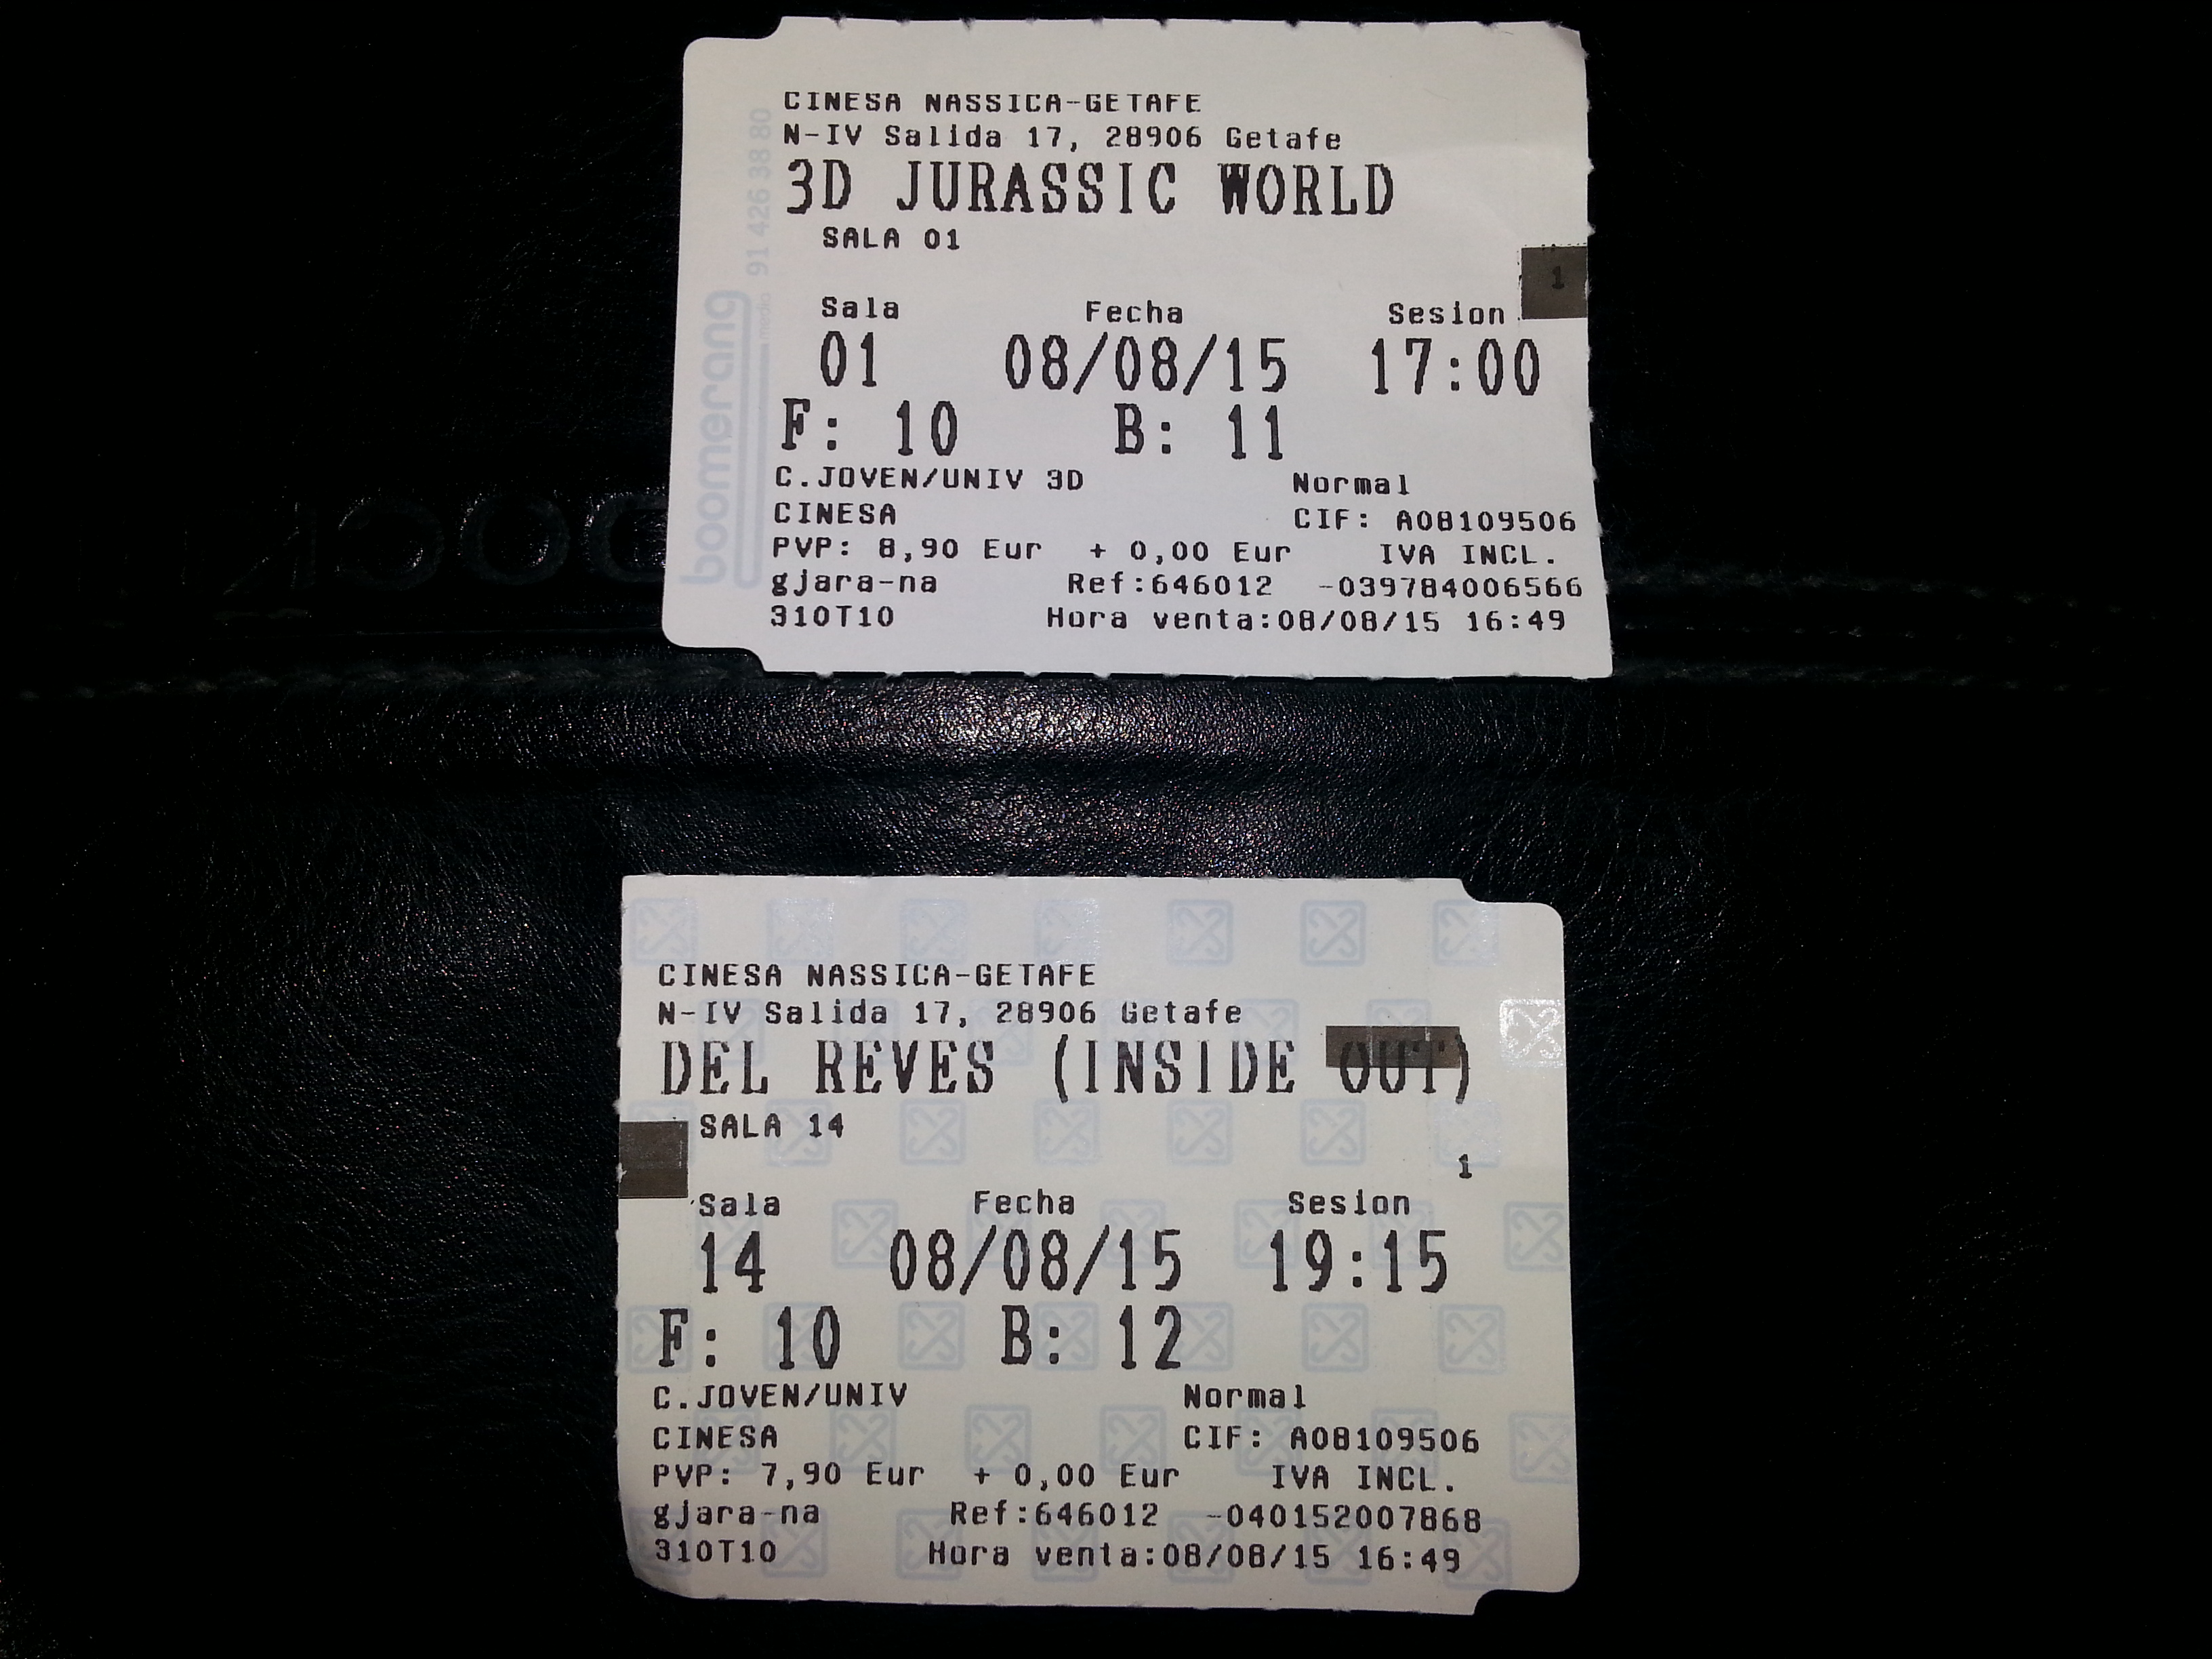 CINESA NASSICA-GETAFE
N-IV Salida 17, 28906 Getafe
3D JURASSIC WORLD
SALA 01
1
Sala Fecha Sesion
01 08/08/15 17:00
F: 10 B: 11
C.JOVEN/UNIV 3D Normal
CINESA CIF: A08109506
PVP: 8,90 Eur + 0,00 Eur IVA INCL.
gjara-na Ref:646012 -039784006566
310T10 Hora venta:08/08/15 16:49
boomerang media 91 426 38 80
CINESA NASSICA-GETAFE
N-IV Salida 17, 28906 Getafe
DEL REVES (INSIDE OUT)
SALA 14
1
Sala Fecha Sesion
14 08/08/15 19:15
F: 10 B: 12
C.JOVEN/UNIV Normal
CINESA CIF: A08109506
PVP: 7,90 Eur + 0,00 Eur IVA INCL.
gjara-na Ref:646012 -040152007868
310T10 Hora venta:08/08/15 16:49